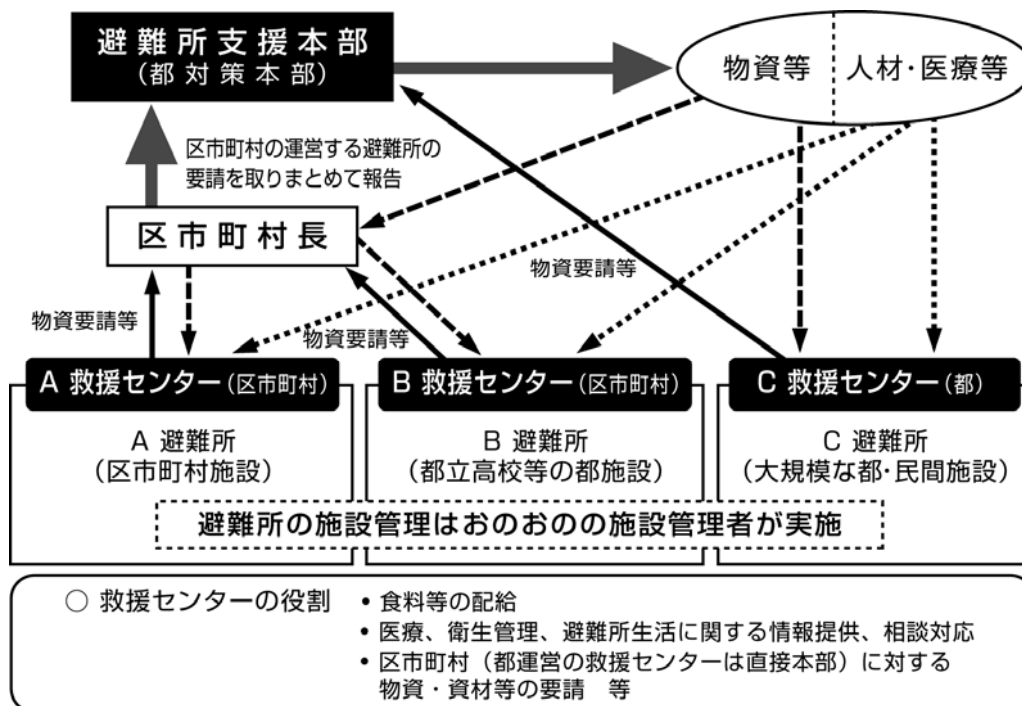 避難所支援本部
（都対策本部）
物資等
人材・医療等
区市町村の運営する避難所の
要請を取りまとめて報告
区市町村長
物資要請等
物資要請等
物資要請等
A 救援センター（区市町村）
B 救援センター（区市町村）
C 救援センター（都）
A 避難所
（区市町村施設）
B 避難所
（都立高校等の都施設）
C 避難所
（大規模な都・民間施設）
避難所の施設管理はおのおのの施設管理者が実施
○ 救援センターの役割
• 食料等の配給
• 医療、衛生管理、避難所生活に関する情報提供、相談対応
• 区市町村（都運営の救援センターは直接本部）に対する
物資・資材等の要請　等